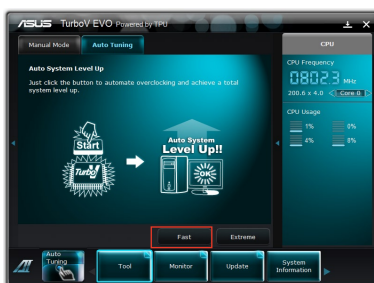 ASUS TurboV EVO Powered by TPU
Manual Mode
Auto Tuning
Auto System Level Up
Just click the button to automate overclocking and achieve a total
system level up.
Start
Turbo
Auto System
Level Up!!
OK
Fast
Extreme
CPU
CPU Frequency
0802.3 MHz
200.6 x 4.0 < Core 0 >
CPU Usage
1% 0%
4% 8%
Auto
Tuning
Tool
Monitor
Update
System
Information